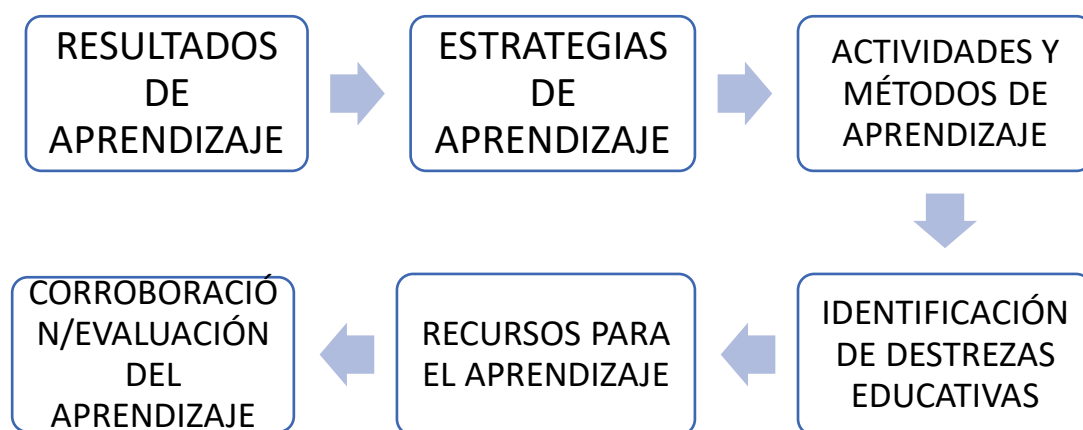 RESULTADOS
DE
APRENDIZAJE
ESTRATEGIAS
DE
APRENDIZAJE
ACTIVIDADES Y
MÉTODOS DE
APRENDIZAJE
IDENTIFICACIÓN
DE DESTREZAS
EDUCATIVAS
RECURSOS PARA
EL APRENDIZAJE
CORROBORACIÓ
N/EVALUACIÓN
DEL
APRENDIZAJE